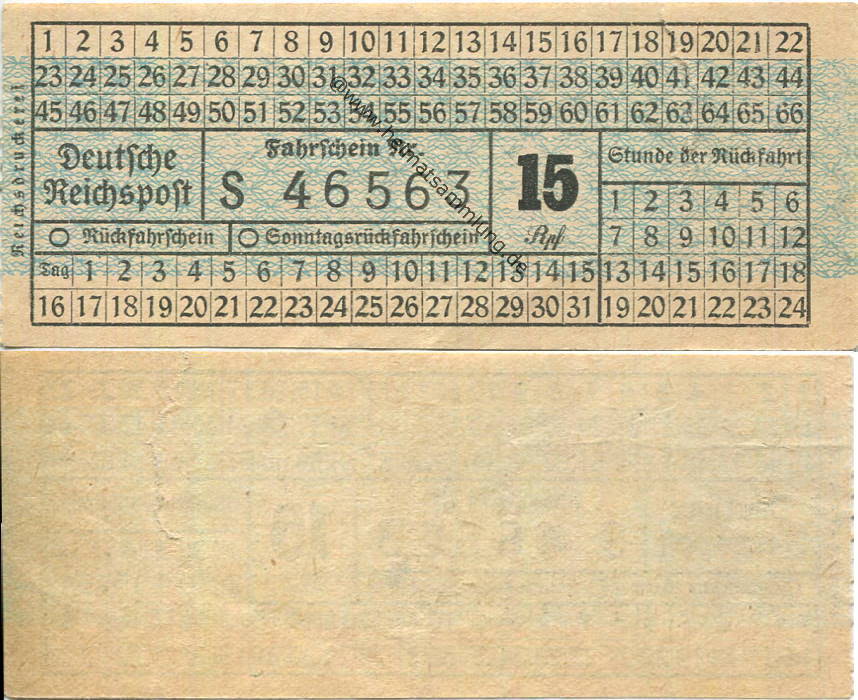 1 2 3 4 5 6 7 8 9 10 11 12 13 14 15 16 17 18 19 20 21 22
23 24 25 26 27 28 29 30 31 32 33 34 35 36 37 38 39 40 41 42 43 44
45 46 47 48 49 50 51 52 53 54 55 56 57 58 59 60 61 62 63 64 65 66
Reichsdruckerei
Deutsche
Reichspost
Fahrschein Nr.
S 46563
15
Rpf
Stunde der Rückfahrt
1 2 3 4 5 6
7 8 9 10 11 12
Rückfahrschein
Sonntagsrückfahrschein
Tag 1 2 3 4 5 6 7 8 9 10 11 12 13 14 15
13 14 15 16 17 18
16 17 18 19 20 21 22 23 24 25 26 27 28 29 30 31
19 20 21 22 23 24
©www.heimatsammlung.de